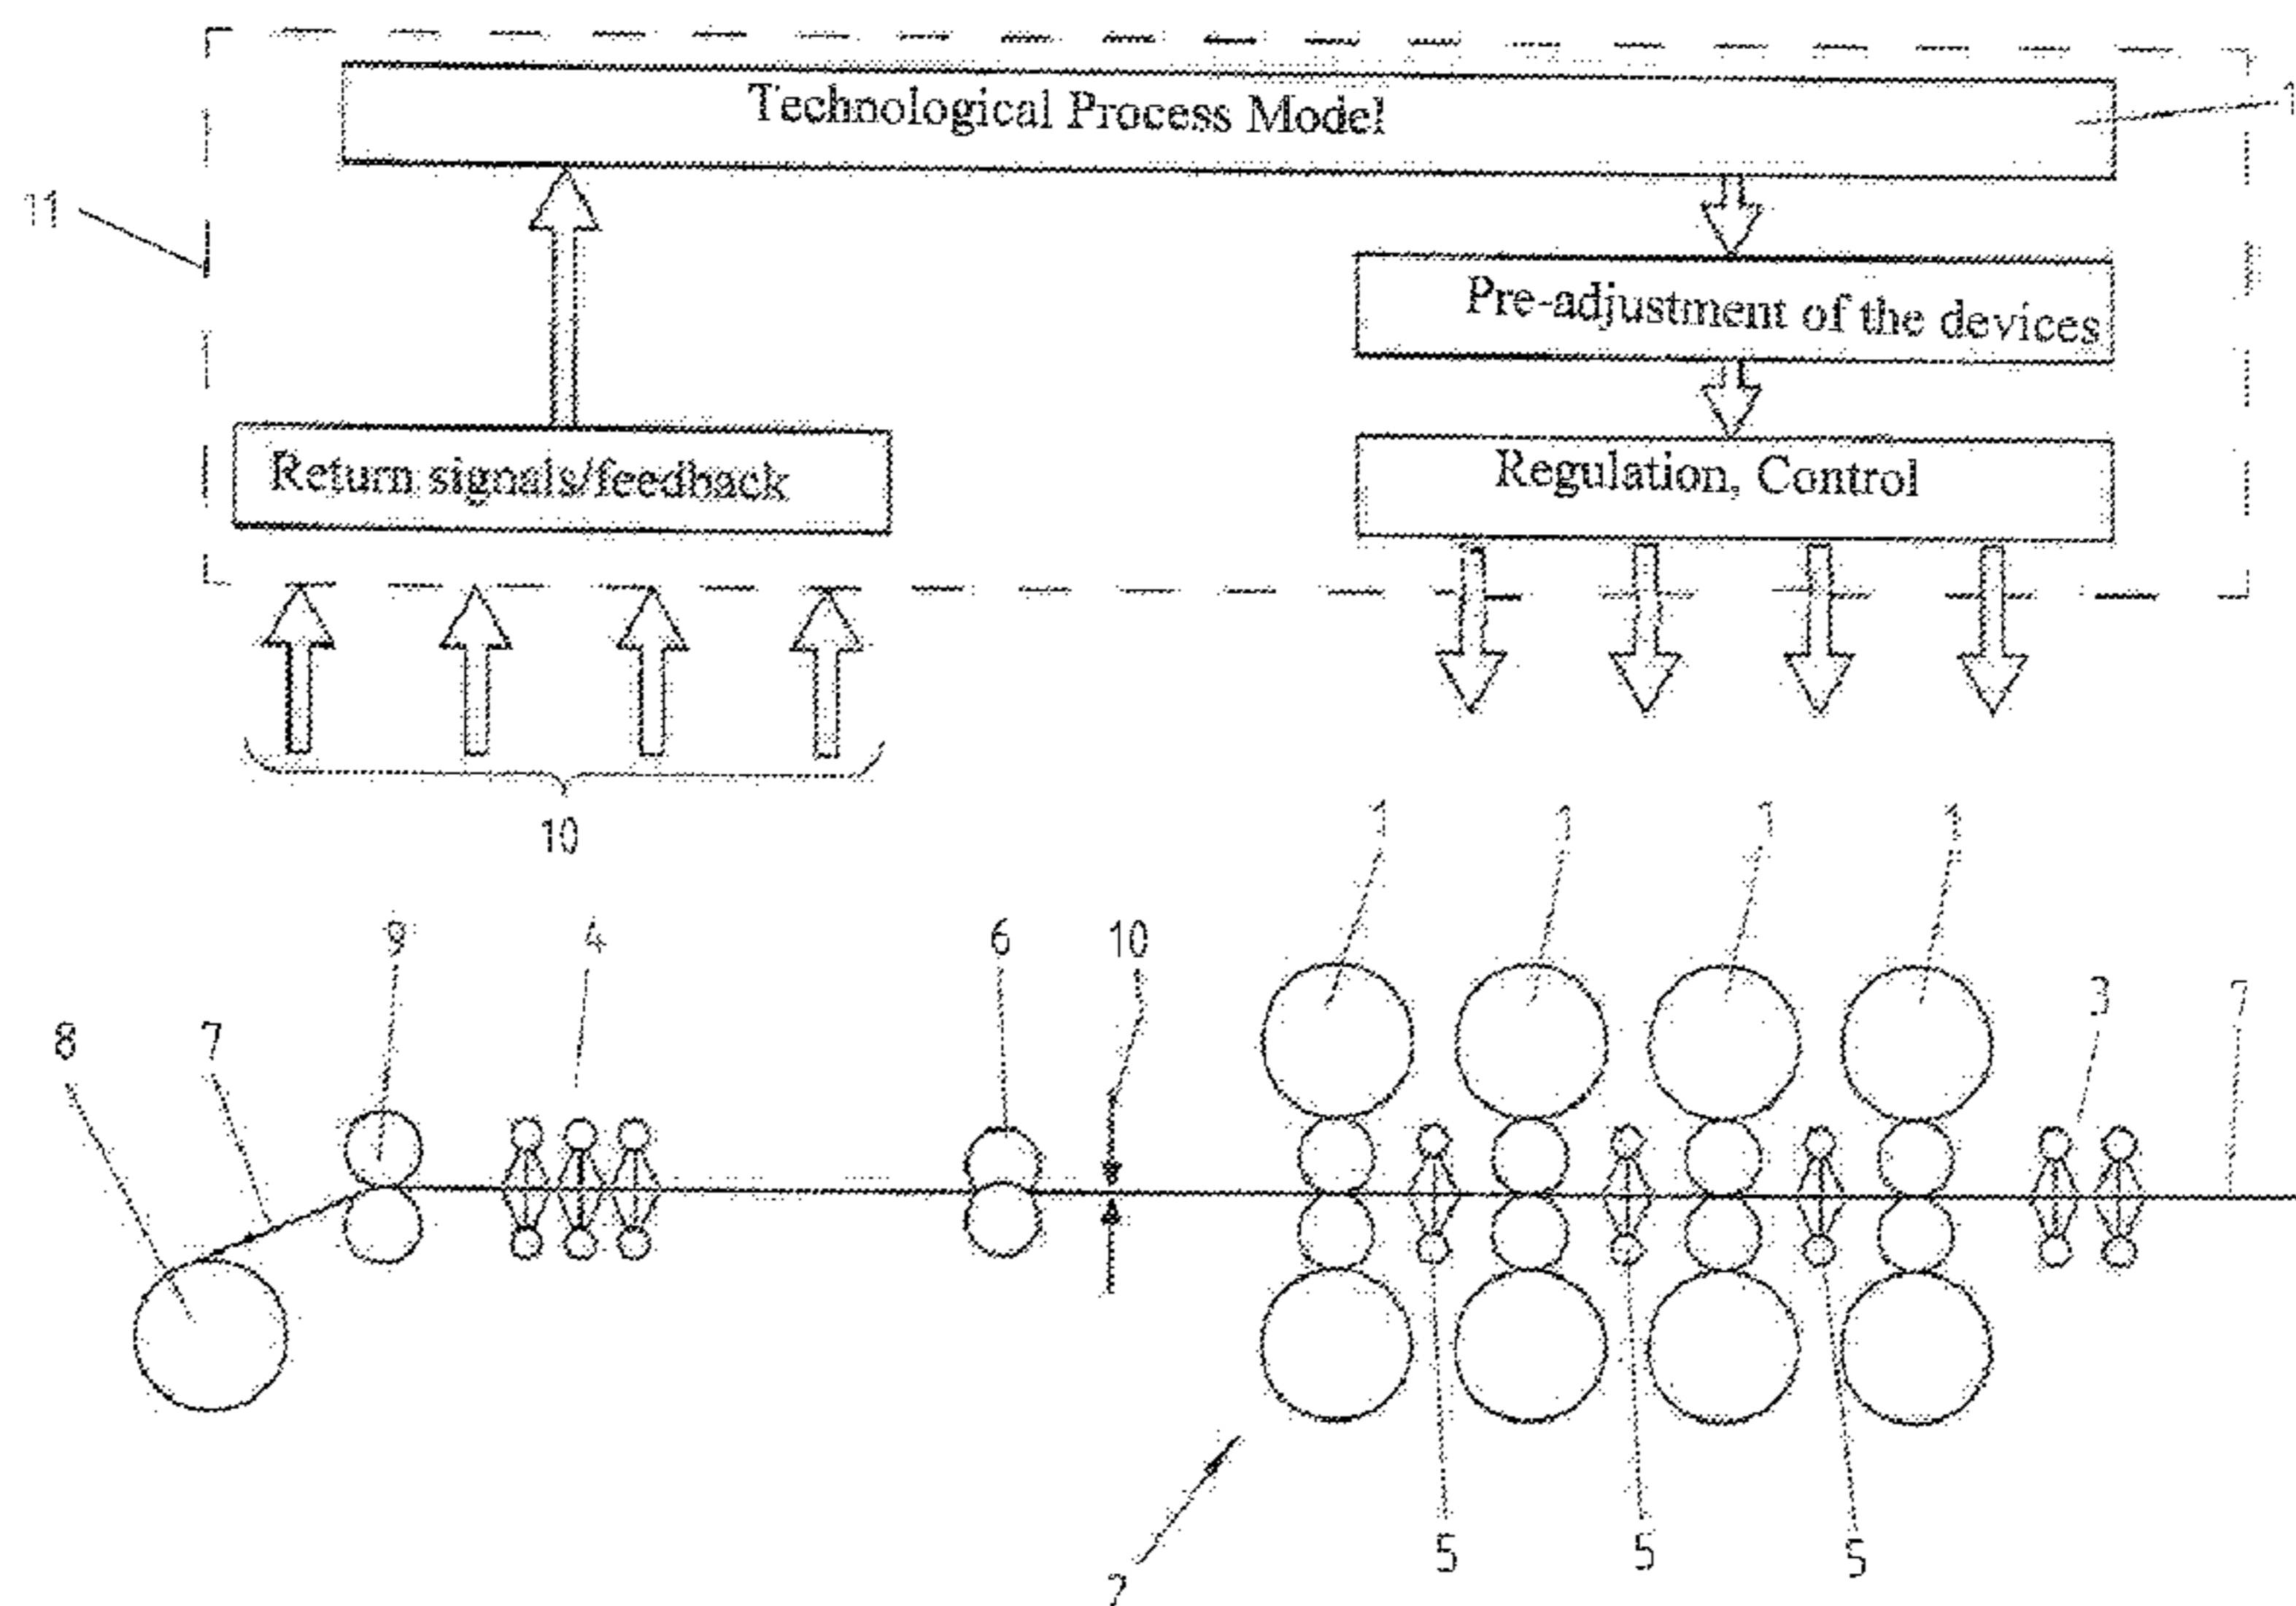 Technological Process Model
1
11
Pre-adjustment of the devices
Return signals/feedback
Regulation, Control
10
1 1 1 1
9 4 6 10
3 7
8 7
5 5 5
2